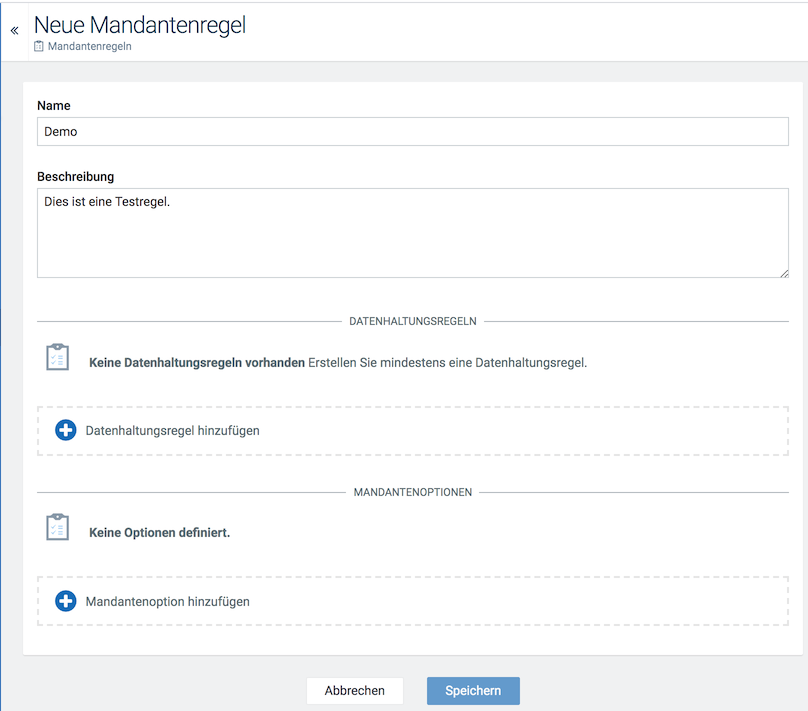 «
Neue Mandantenregel
Mandantenregeln
Name
Demo
Beschreibung
Dies ist eine Testregel.
DATENHALTUNGSREGELN
Keine Datenhaltungsregeln vorhanden Erstellen Sie mindestens eine Datenhaltungsregel.
Datenhaltungsregel hinzufügen
MANDANTENOPTIONEN
Keine Optionen definiert.
Mandantenoption hinzufügen
Abbrechen Speichern